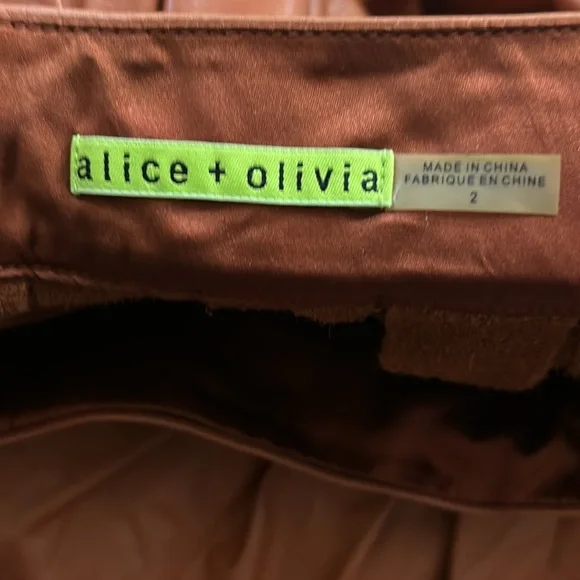 alice + olivia
MADE IN CHINA
FABRIQUE EN CHINE
2